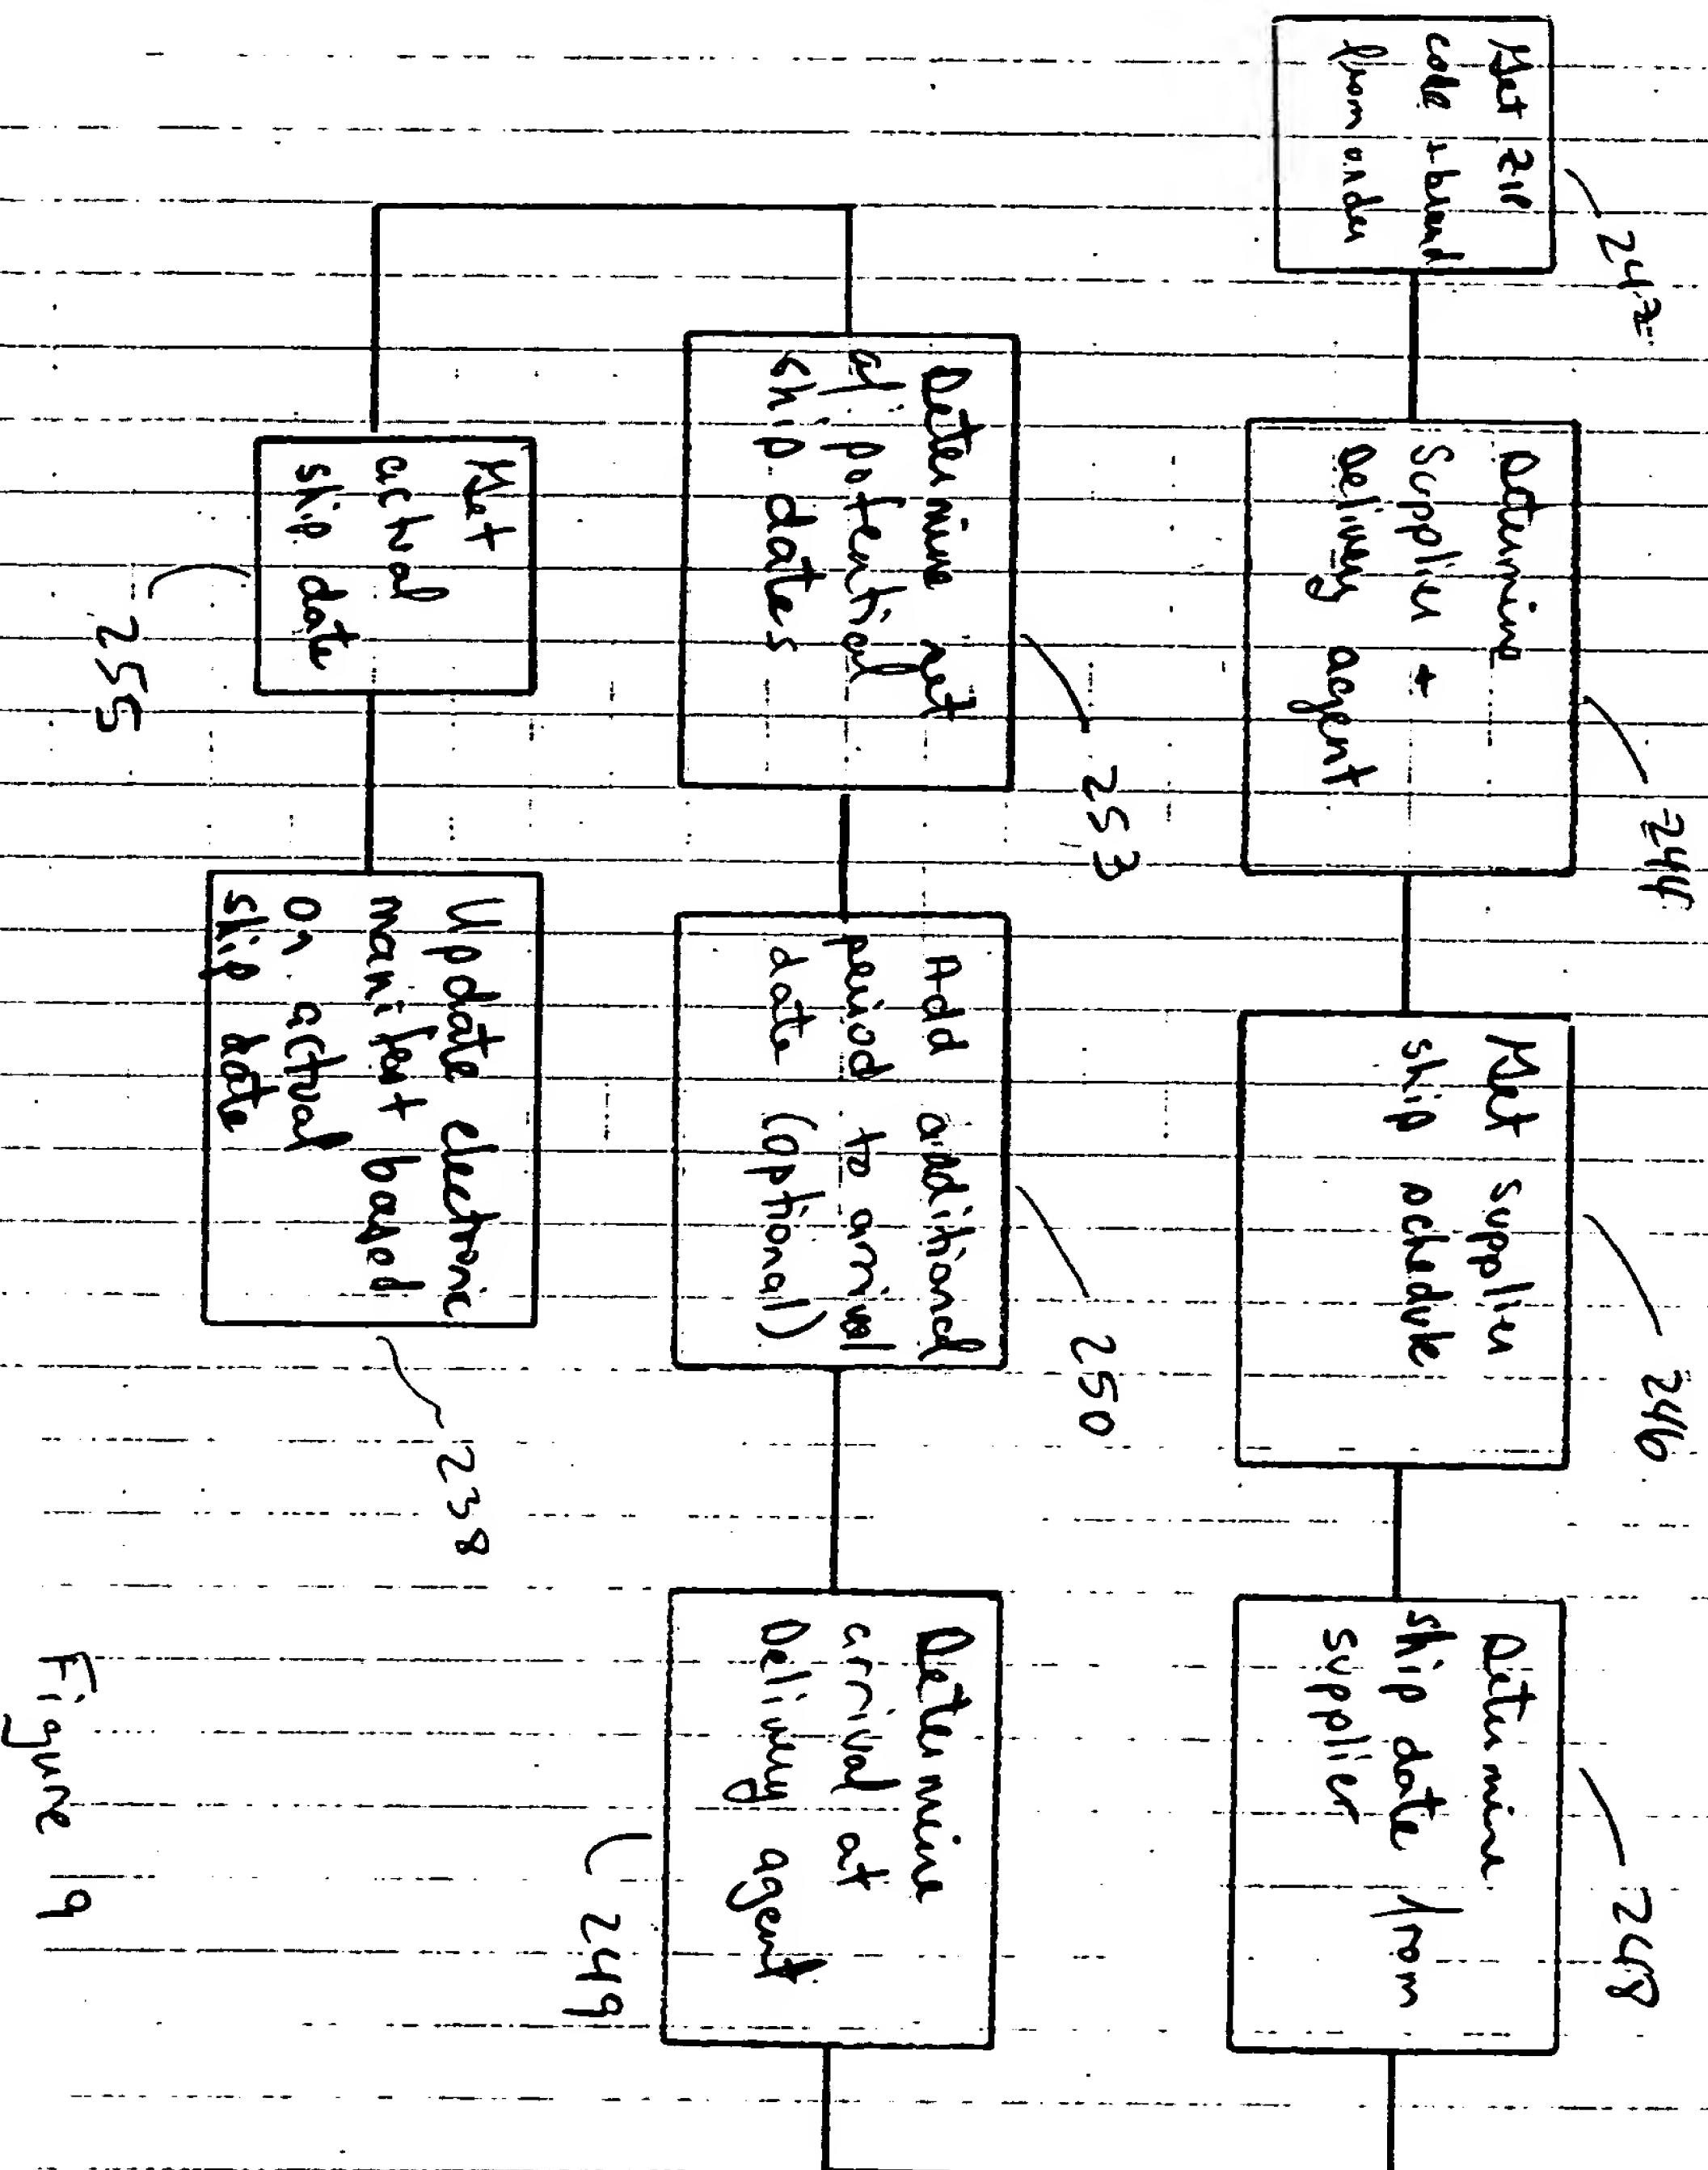 Get ZIP
code + brand
from order
242
Determine
Supplier +
Delivery agent
244
Get supplier
ship schedule
246
Determine
ship date from
supplier
248
Determine set
of potential
ship dates
253
Add additional
period to arrival
date (optional)
250
Determine
arrival at
Delivery agent
249
Get
actual
ship date
255
Update electronic
manifest based
on actual
ship date
238
Figure 9